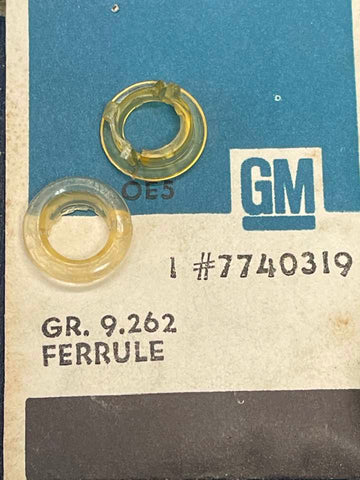 OE5
GM
1 #7740319
GR. 9.262
FERRULE